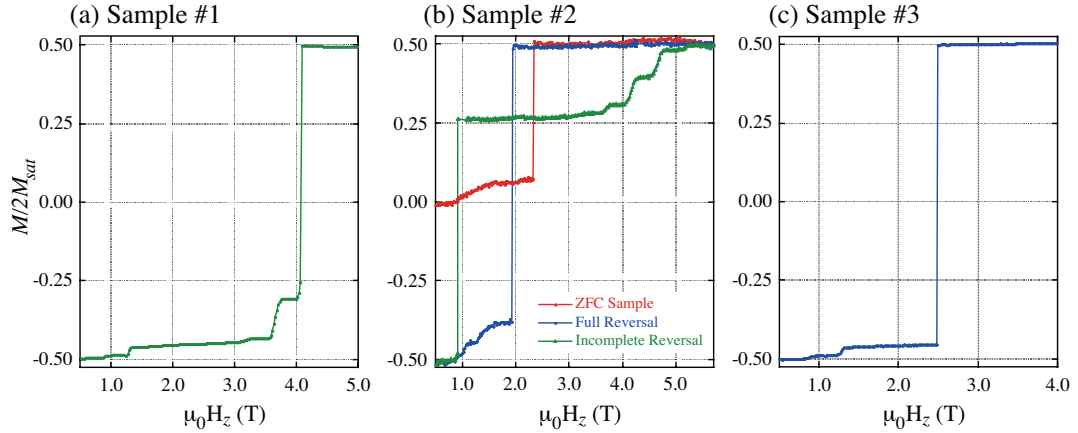 (a) Sample #1
(b) Sample #2
(c) Sample #3
M/2M_sat
0.50
0.25
0.00
-0.25
-0.50
1.0 2.0 3.0 4.0 5.0
μ₀H_z (T)
0.50
0.25
0.00
-0.25
-0.50
ZFC Sample
Full Reversal
Incomplete Reversal
1.0 2.0 3.0 4.0 5.0
μ₀H_z (T)
0.50
0.25
0.00
-0.25
-0.50
1.0 2.0 3.0 4.0
μ₀H_z (T)